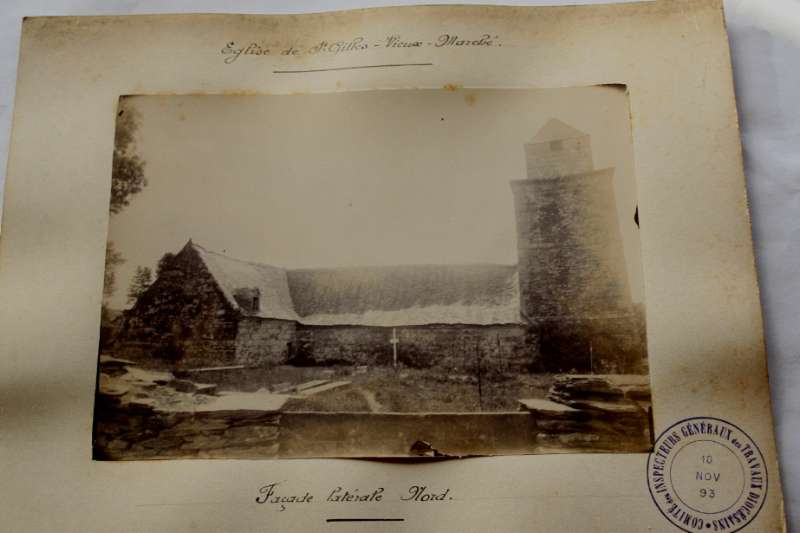 Eglise de St Gilles - Vieux - Marché.
Façade latérale Nord.
COMITÉ des INSPECTEURS GÉNÉRAUX des TRAVAUX DIOCÉSAINS
10
NOV
93